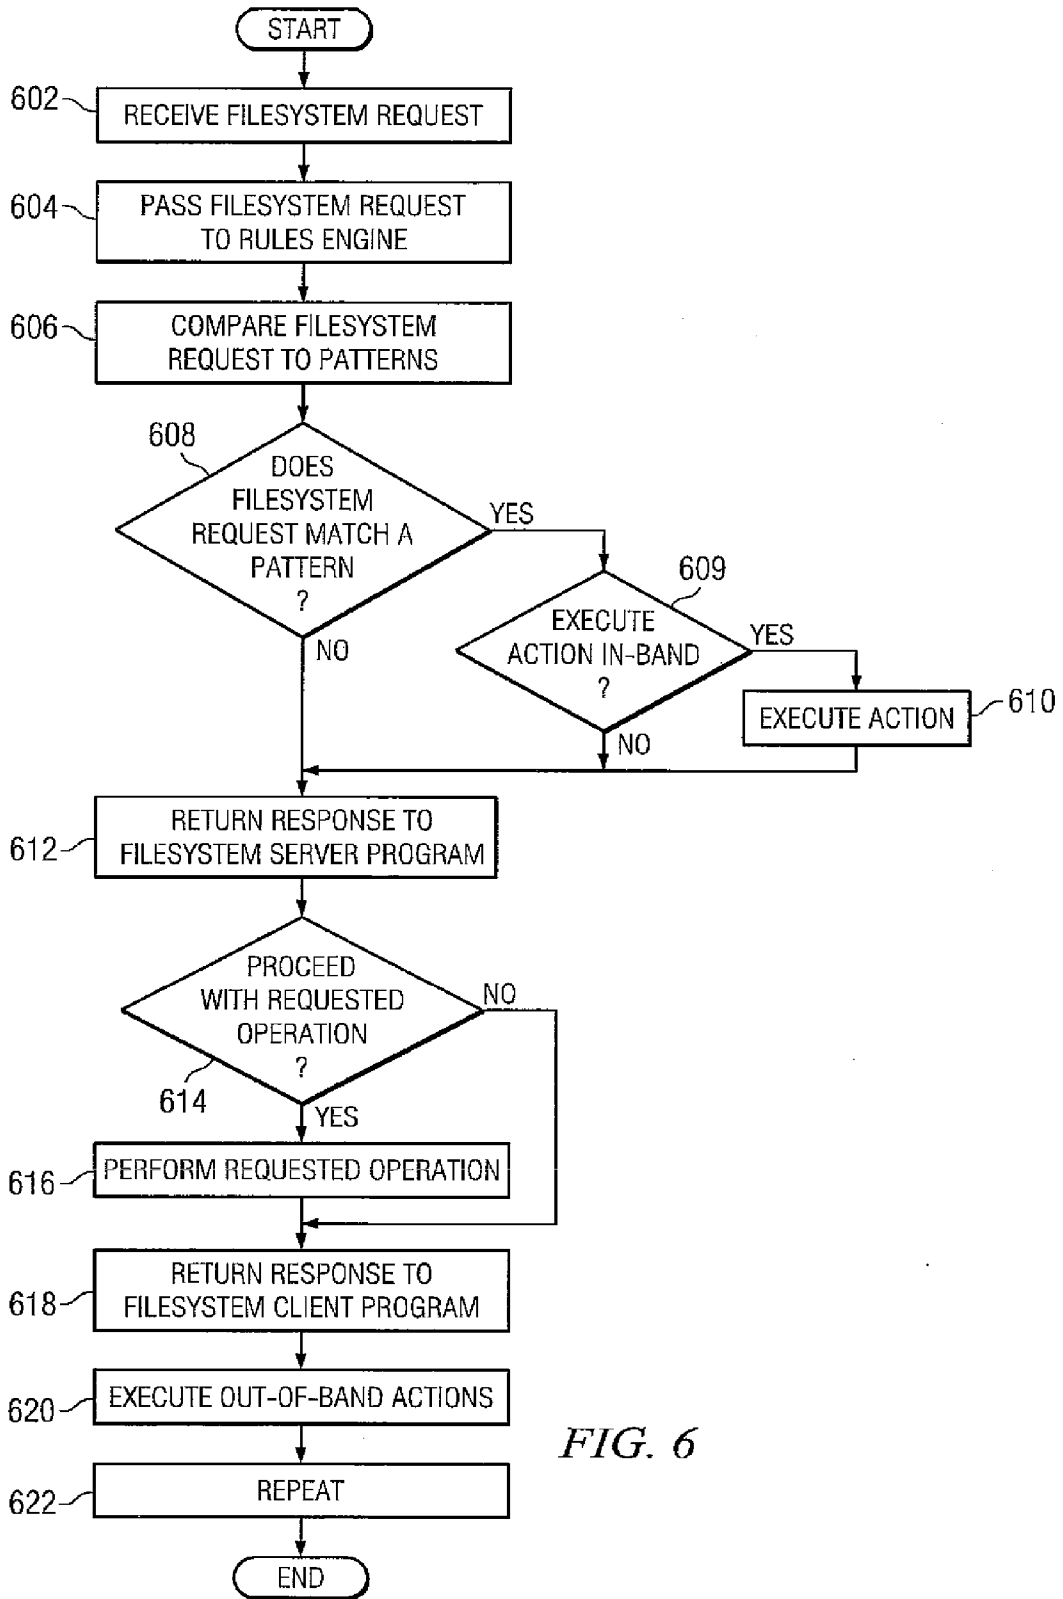 START
602
RECEIVE FILESYSTEM REQUEST
604
PASS FILESYSTEM REQUEST
TO RULES ENGINE
606
COMPARE FILESYSTEM
REQUEST TO PATTERNS
608
DOES
FILESYSTEM
REQUEST MATCH A
PATTERN
?
YES
NO
609
EXECUTE
ACTION IN-BAND
?
YES
NO
EXECUTE ACTION
610
612
RETURN RESPONSE TO
FILESYSTEM SERVER PROGRAM
PROCEED
WITH REQUESTED
OPERATION
?
NO
614
YES
616
PERFORM REQUESTED OPERATION
618
RETURN RESPONSE TO
FILESYSTEM CLIENT PROGRAM
620
EXECUTE OUT-OF-BAND ACTIONS
FIG. 6
622
REPEAT
END